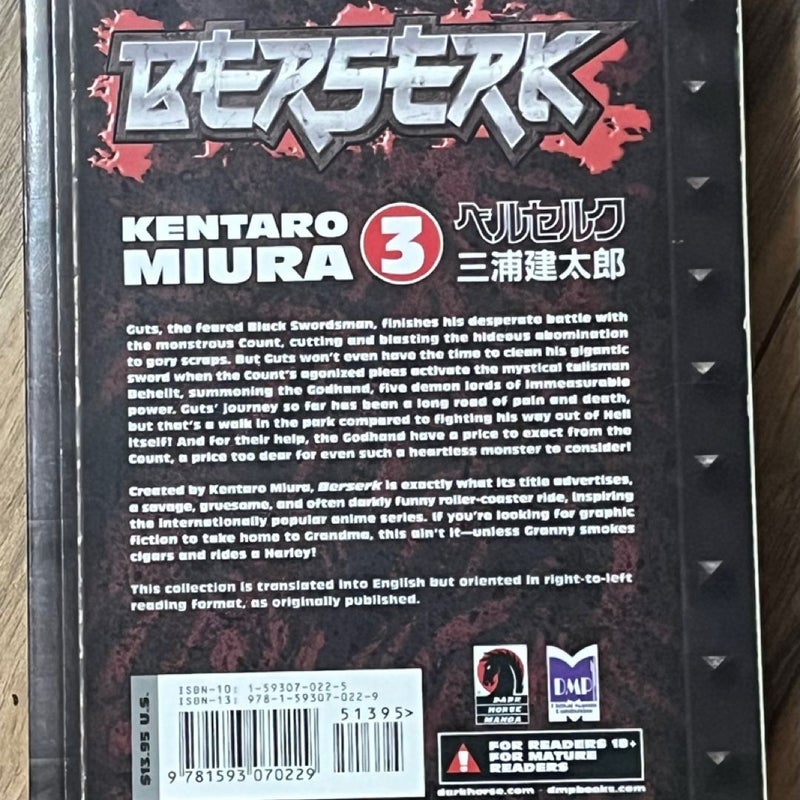 BERSERK
KENTARO
MIURA
3
ベルセルク
三浦建太郎
Guts, the feared Black Swordsman, finishes his desperate battle with
the monstrous Count, cutting and blasting the hideous abomination
to gory scraps. But Guts won't even have the time to clean his gigantic
sword when the Count's agonized pleas activate the mystical talisman
Beherit, summoning the Godhand, five demon lords of immeasurable
power. Guts' journey so far has been a long road of pain and death,
but that's a walk in the park compared to fighting his way out of Hell
itself! And for their help, the Godhand have a price to exact from the
Count, a price too dear for even such a heartless monster to consider!
Created by Kentaro Miura, Berserk is exactly what its title advertises,
a savage, gruesome, and often darkly funny roller-coaster ride, inspiring
the internationally popular anime series. If you're looking for graphic
fiction to take home to Grandma, this ain't it—unless Granny smokes
cigars and rides a Harley!
This collection is translated into English but oriented in right-to-left
reading format, as originally published.
$13.95 U.S.
ISBN-10: 1-59307-022-5
ISBN-13: 978-1-59307-022-9
51395>
9 781593 070229
DARK
HORSE
MANGA
DMP
FOR READERS 18+
FOR MATURE
READERS
darkhorse.com - dmpbooks.com